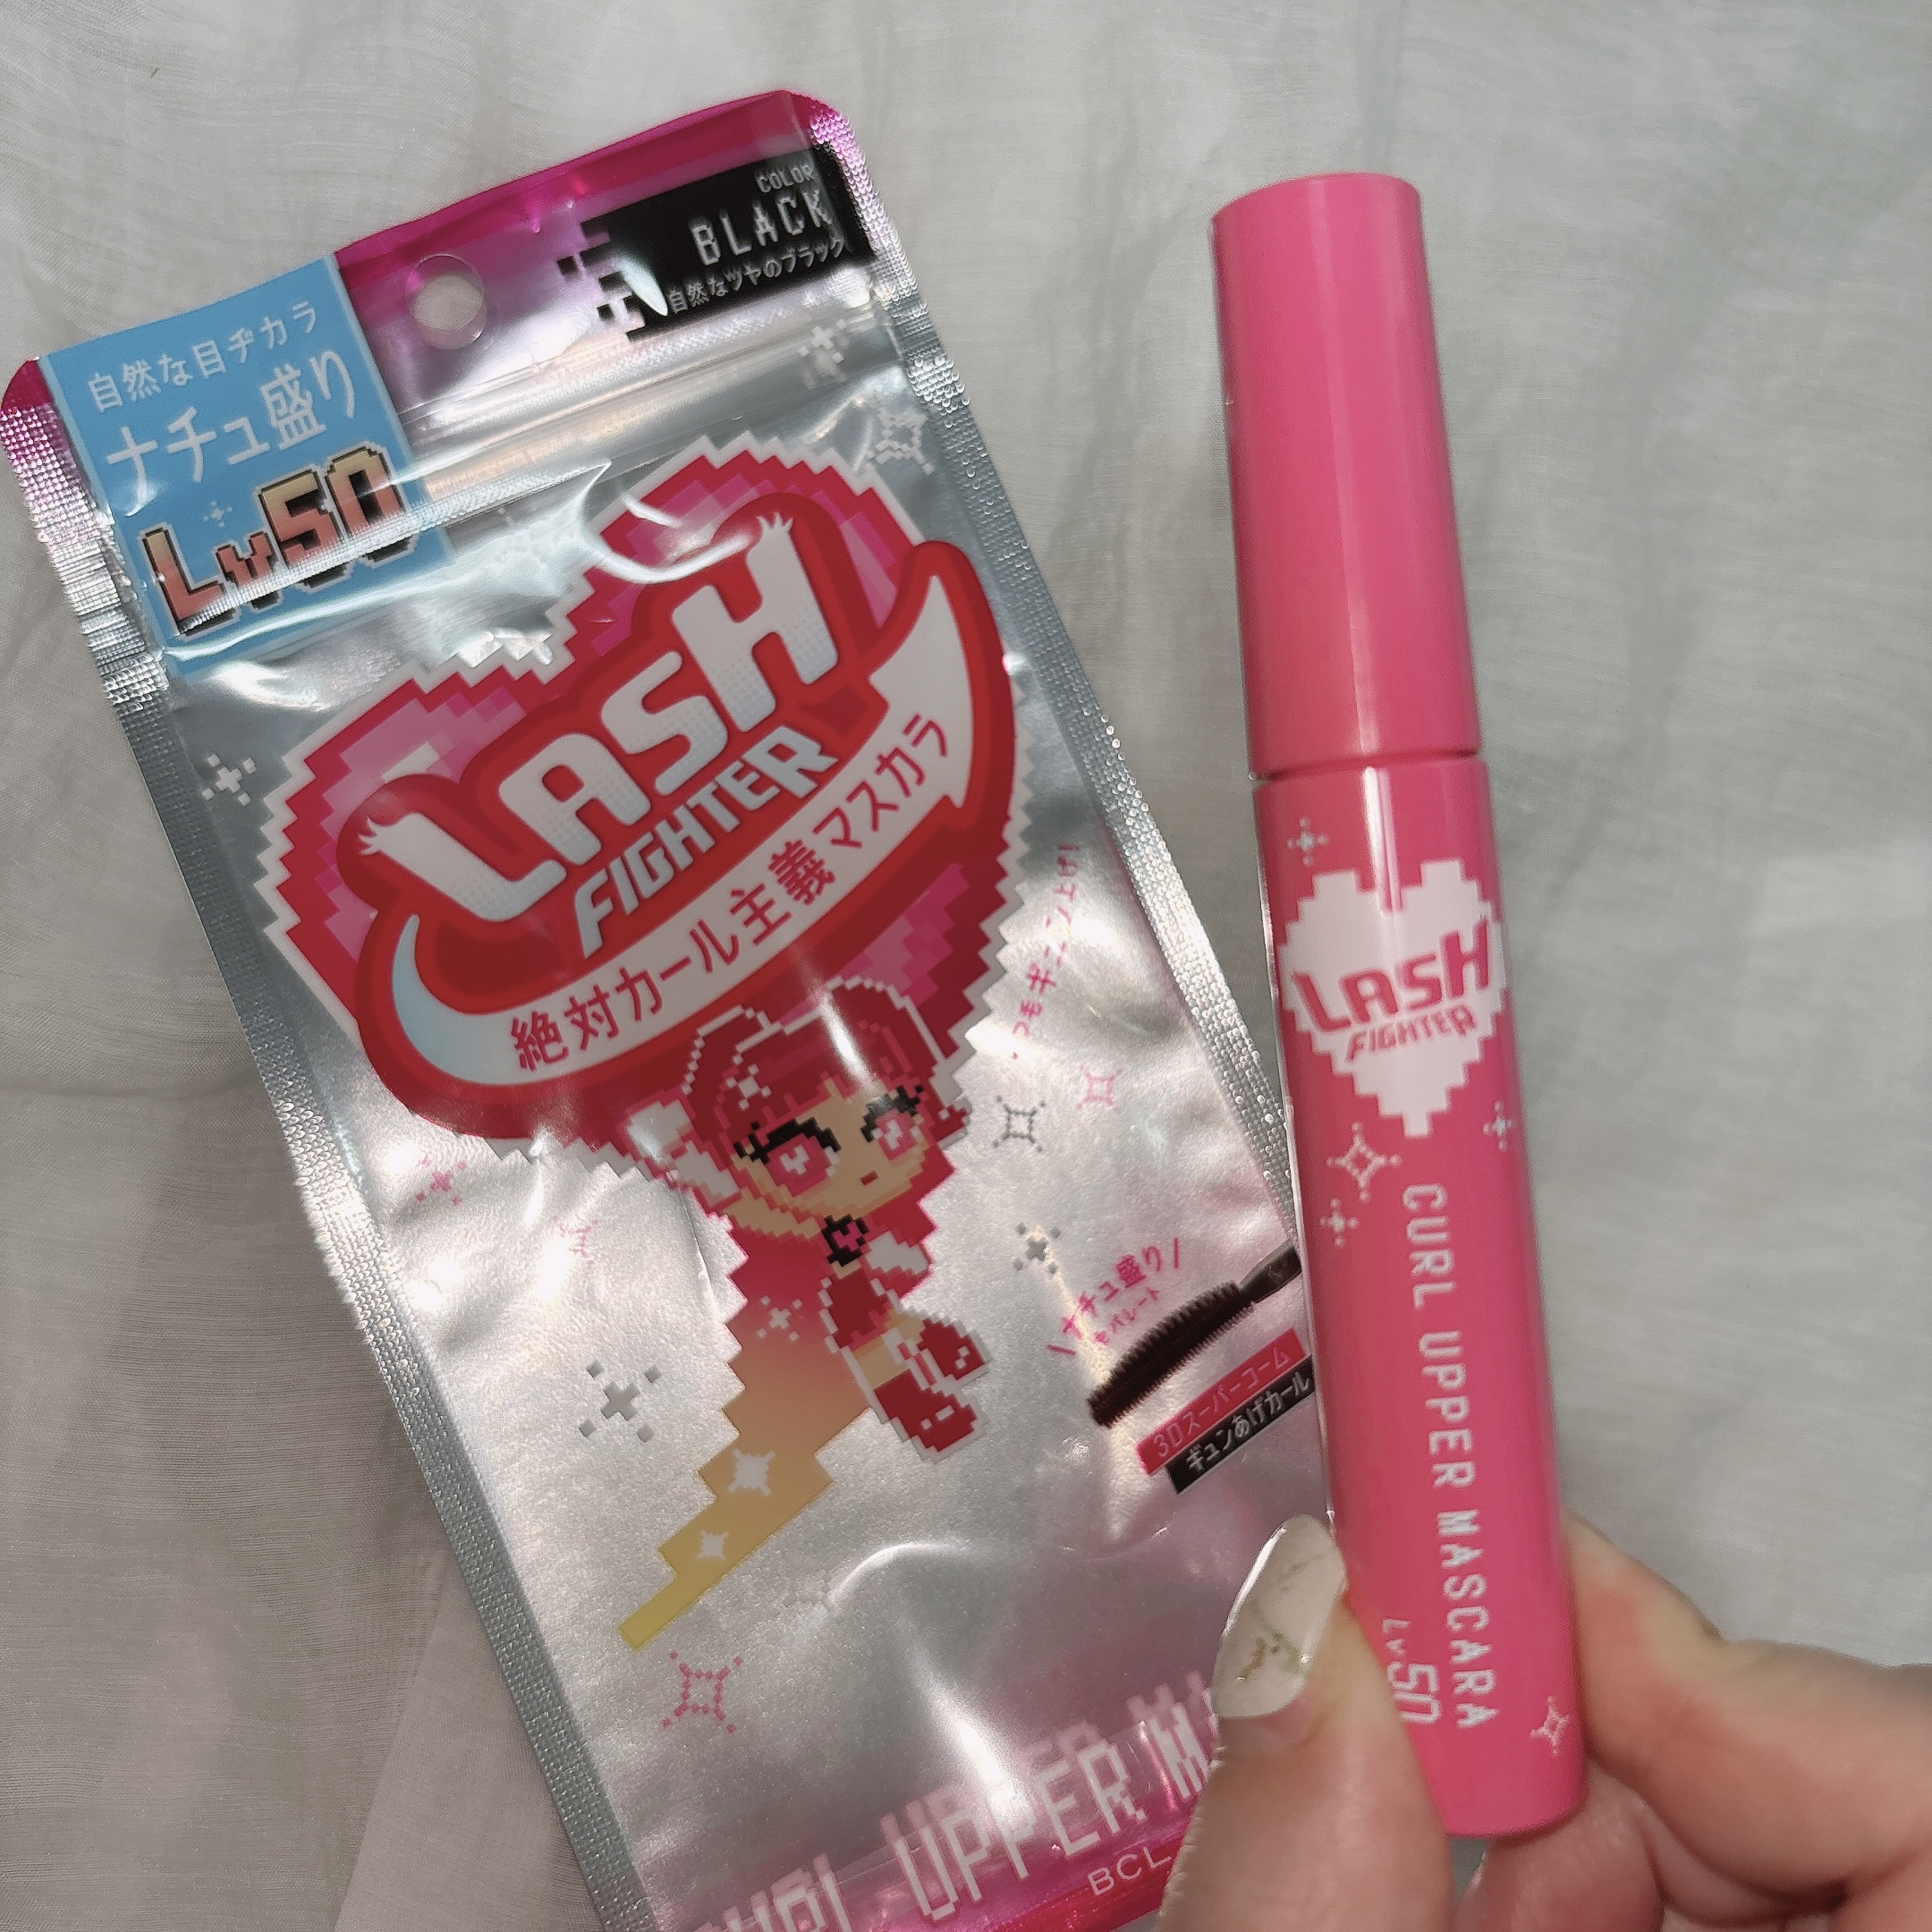 COLOR
BLACK
自然なツヤのブラック
自然な目ヂカラ
ナチュ盛り
Lv50
LASH
FIGHTER
絶対カール主義マスカラ
ナチュ盛り
セパレート
3Dスーパーコーム
ギュンあげカール
UPPER
BCL
LASH
FIGHTER
CURL UPPER MASCARA
Lv50